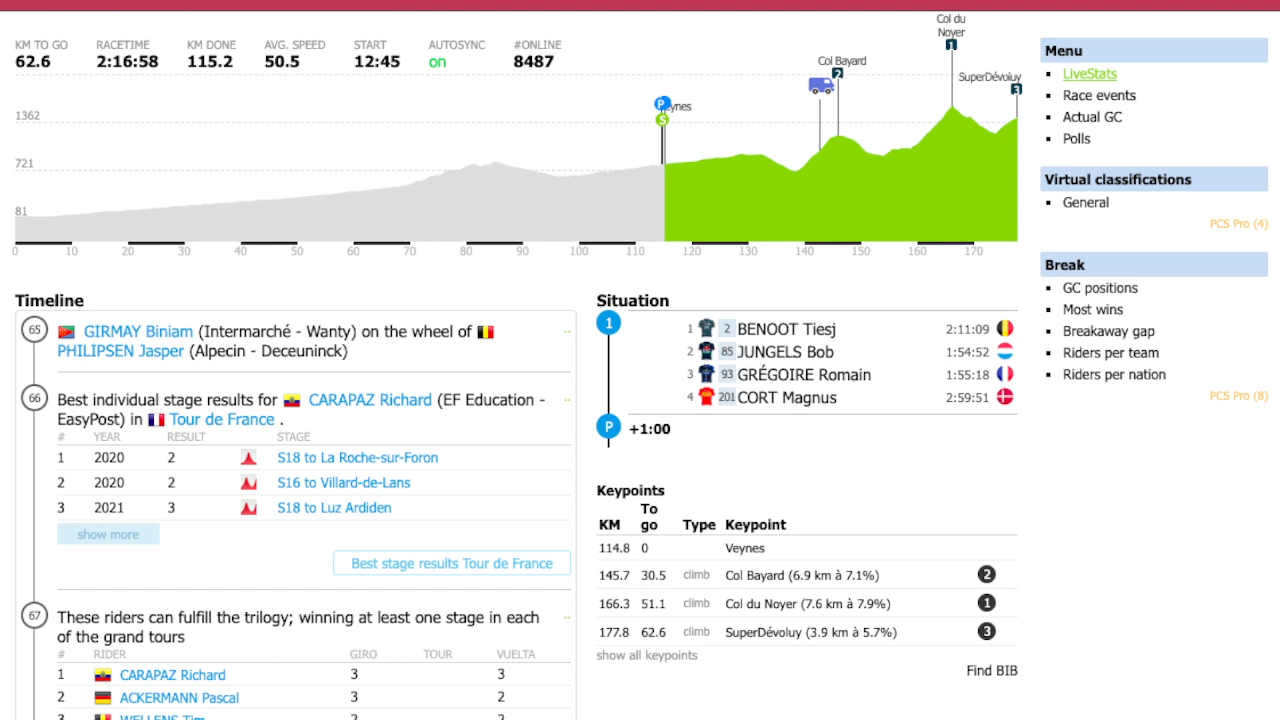 KM TO GO RACETIME KM DONE AVG. SPEED START AUTOSYNC #ONLINE
62.6 2:16:58 115.2 50.5 12:45 on 8487
Col du
Noyer
1
Col Bayard
2
SuperDévoluy
3
P
S
1362
721
81
0 10 20 30 40 50 60 70 80 90 100 110 120 130 140 150 160 170
Menu
LiveStats
Race events
Actual GC
Polls
Virtual classifications
General
PCS Pro (4)
Break
GC positions
Most wins
Breakaway gap
Riders per team
Riders per nation
PCS Pro (8)
Timeline
65 GIRMAY Biniam (Intermarché - Wanty) on the wheel of
PHILIPSEN Jasper (Alpecin - Deceuninck)
66 Best individual stage results for CARAPAZ Richard (EF Education -
EasyPost) in Tour de France .
# YEAR RESULT STAGE
1 2020 2 S18 to La Roche-sur-Foron
2 2020 2 S16 to Villard-de-Lans
3 2021 3 S18 to Luz Ardiden
show more
Best stage results Tour de France
67 These riders can fulfill the trilogy; winning at least one stage in each
of the grand tours
# RIDER GIRO TOUR VUELTA
1 CARAPAZ Richard 3 3
2 ACKERMANN Pascal 3 2
3 WELLENS Tim 2 2
Situation
1
1 2 BENOOT Tiesj 2:11:09
2 85 JUNGELS Bob 1:54:52
3 93 GRÉGOIRE Romain 1:55:18
4 201 CORT Magnus 2:59:51
P +1:00
Keypoints
KM To go Type Keypoint
114.8 0 Veynes
145.7 30.5 climb Col Bayard (6.9 km à 7.1%) 2
166.3 51.1 climb Col du Noyer (7.6 km à 7.9%) 1
177.8 62.6 climb SuperDévoluy (3.9 km à 5.7%) 3
show all keypoints
Find BIB